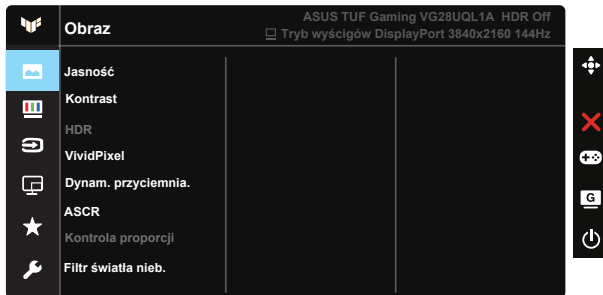 Obraz
ASUS TUF Gaming VG28UQL1A HDR Off
Tryb wyścigów DisplayPort 3840x2160 144Hz
Jasność
Kontrast
HDR
VividPixel
Dynam. przyciemnia.
ASCR
Kontrola proporcji
Filtr światła nieb.
G